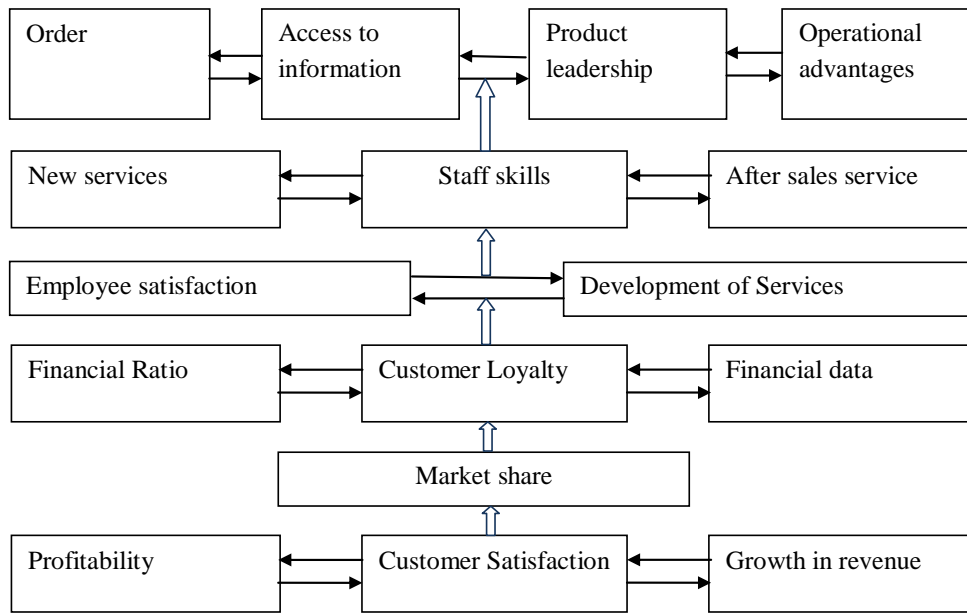 Order
Access to
information
Product
leadership
Operational
advantages
New services
Staff skills
After sales service
Employee satisfaction
Development of Services
Financial Ratio
Customer Loyalty
Financial data
Market share
Profitability
Customer Satisfaction
Growth in revenue